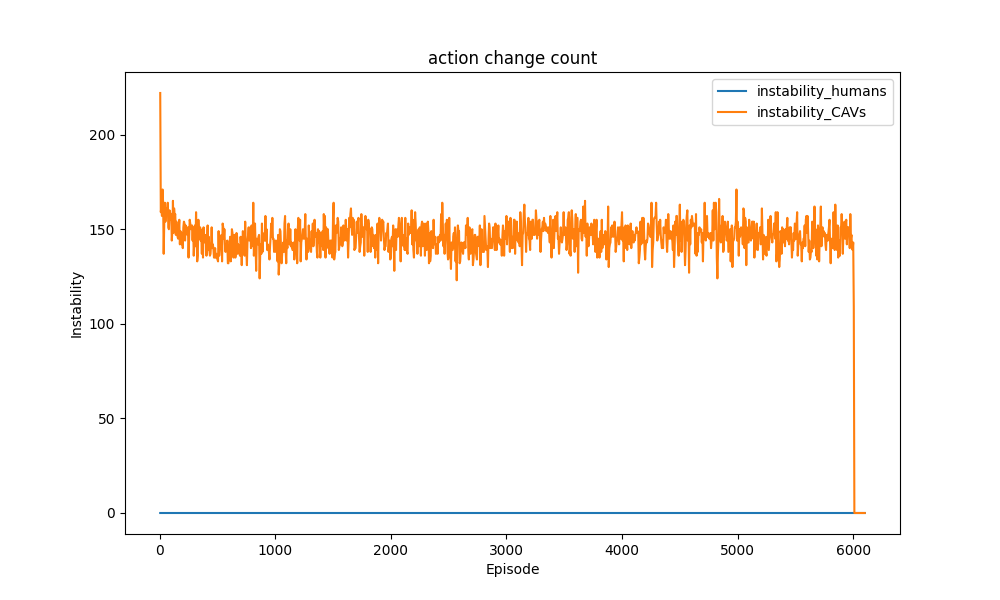 action change count
instability_humans
instability_CAVs
200
150
100
50
0
Instability
0 1000 2000 3000 4000 5000 6000
Episode